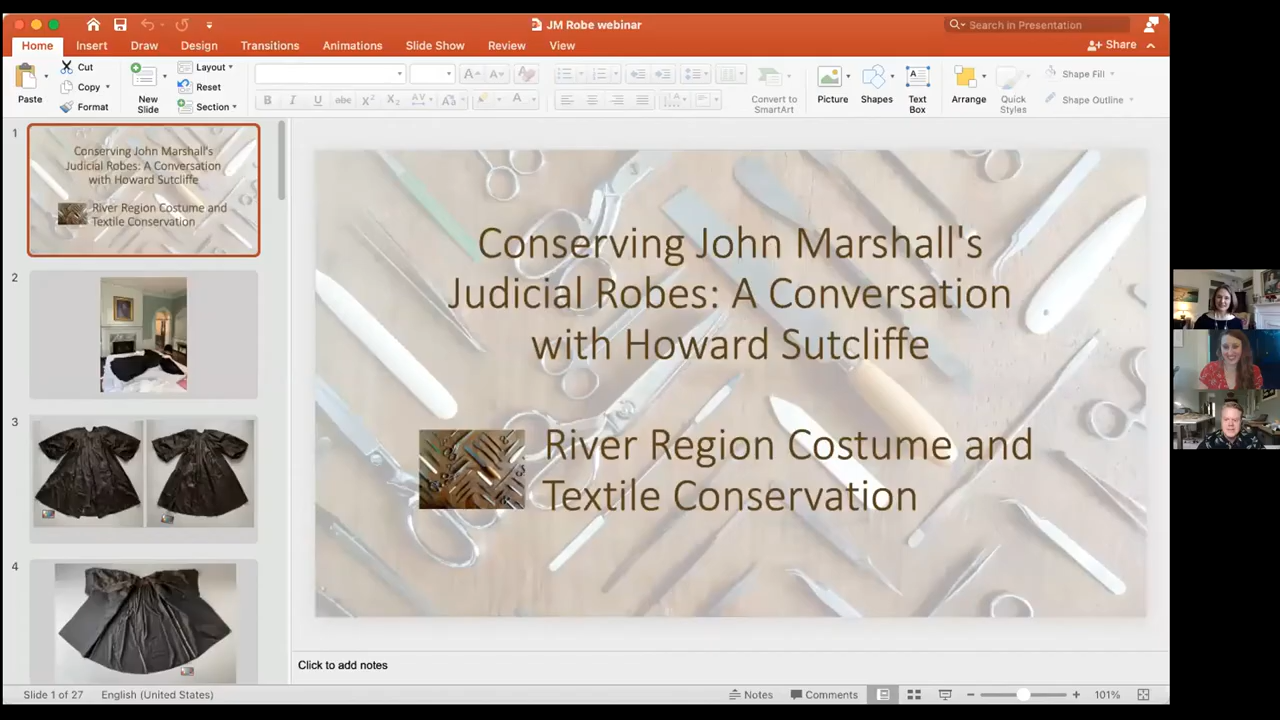 JM Robe webinar
Search in Presentation
Home Insert Draw Design Transitions Animations Slide Show Review View
Share
Paste
Cut
Copy
Format
New
Slide
Layout
Reset
Section
B I U abc X² X₂ AV
A
Convert to
SmartArt
Picture
Shapes
Text
Box
Arrange
Quick
Styles
Shape Fill
Shape Outline
1
Conserving John Marshall's
Judicial Robes: A Conversation
with Howard Sutcliffe
River Region Costume and
Textile Conservation
2
3
4
Conserving John Marshall's
Judicial Robes: A Conversation
with Howard Sutcliffe
River Region Costume and
Textile Conservation
Click to add notes
Slide 1 of 27
English (United States)
Notes
Comments
101%